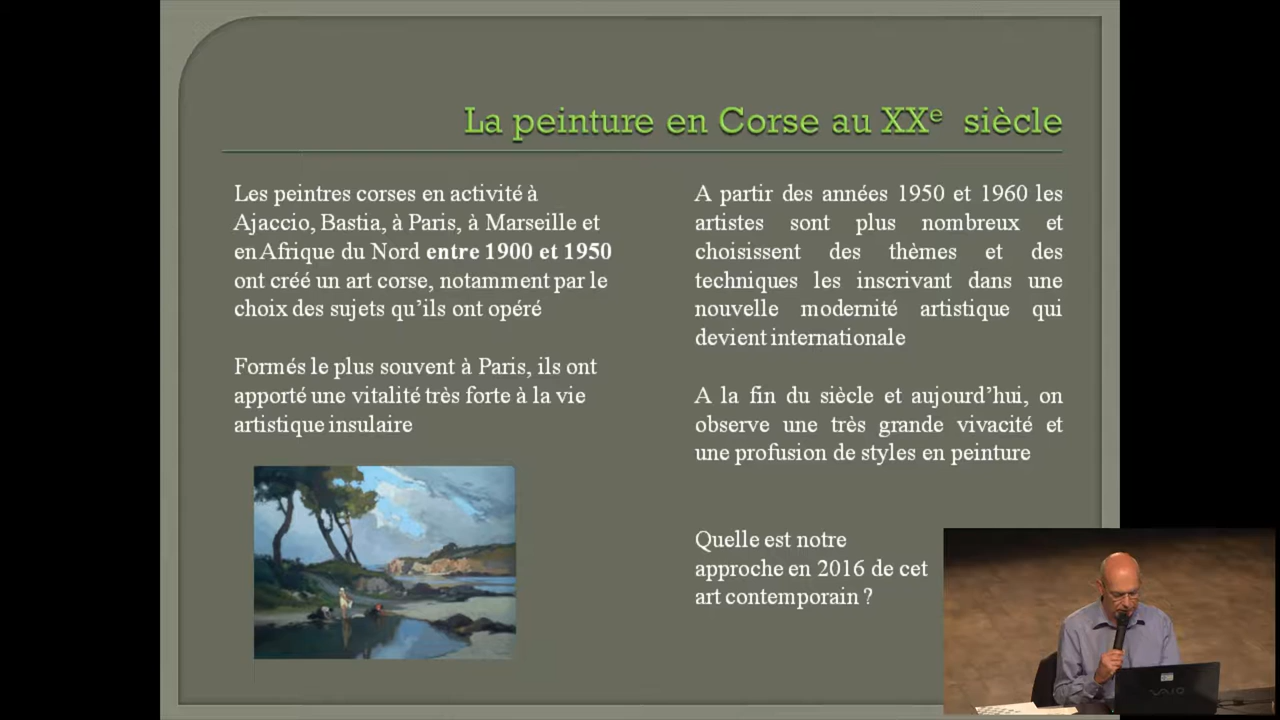 La peinture en Corse au XXe siècle
Les peintres corses en activité à
Ajaccio, Bastia, à Paris, à Marseille et
en Afrique du Nord entre 1900 et 1950
ont créé un art corse, notamment par le
choix des sujets qu'ils ont opéré
Formés le plus souvent à Paris, ils ont
apporté une vitalité très forte à la vie
artistique insulaire
A partir des années 1950 et 1960 les
artistes sont plus nombreux et
choisissent des thèmes et des
techniques les inscrivant dans une
nouvelle modernité artistique qui
devient internationale
A la fin du siècle et aujourd'hui, on
observe une très grande vivacité et
une profusion de styles en peinture
Quelle est notre
approche en 2016 de cet
art contemporain ?
VAIO